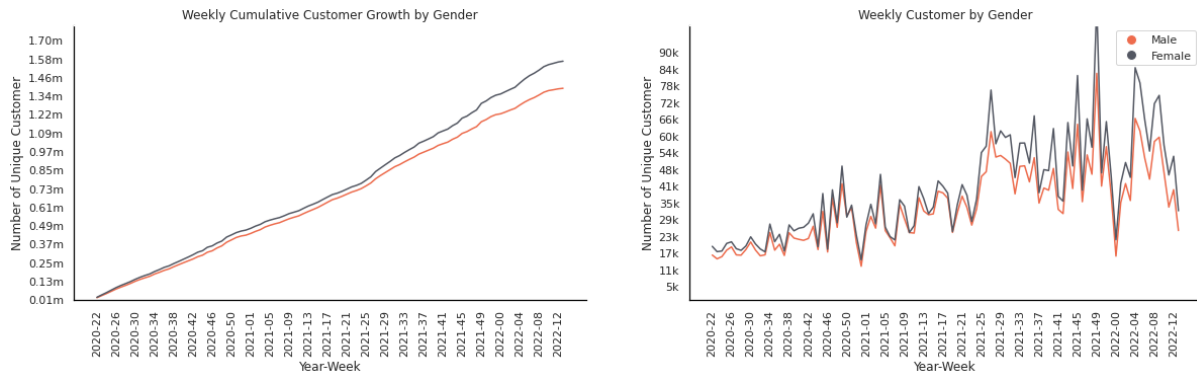 Weekly Cumulative Customer Growth by Gender
Number of Unique Customer
1.70m
1.58m
1.46m
1.34m
1.22m
1.09m
0.97m
0.85m
0.73m
0.61m
0.49m
0.37m
0.25m
0.13m
0.01m
2020-22
2020-26
2020-30
2020-34
2020-38
2020-42
2020-46
2020-50
2021-01
2021-05
2021-09
2021-13
2021-17
2021-21
2021-25
2021-29
2021-33
2021-37
2021-41
2021-45
2021-49
2022-00
2022-04
2022-08
2022-12
Year-Week
Weekly Customer by Gender
Number of Unique Customer
90k
84k
78k
72k
66k
60k
54k
48k
41k
35k
29k
23k
17k
11k
5k
Male
Female
2020-22
2020-26
2020-30
2020-34
2020-38
2020-42
2020-46
2020-50
2021-01
2021-05
2021-09
2021-13
2021-17
2021-21
2021-25
2021-29
2021-33
2021-37
2021-41
2021-45
2021-49
2022-00
2022-04
2022-08
2022-12
Year-Week